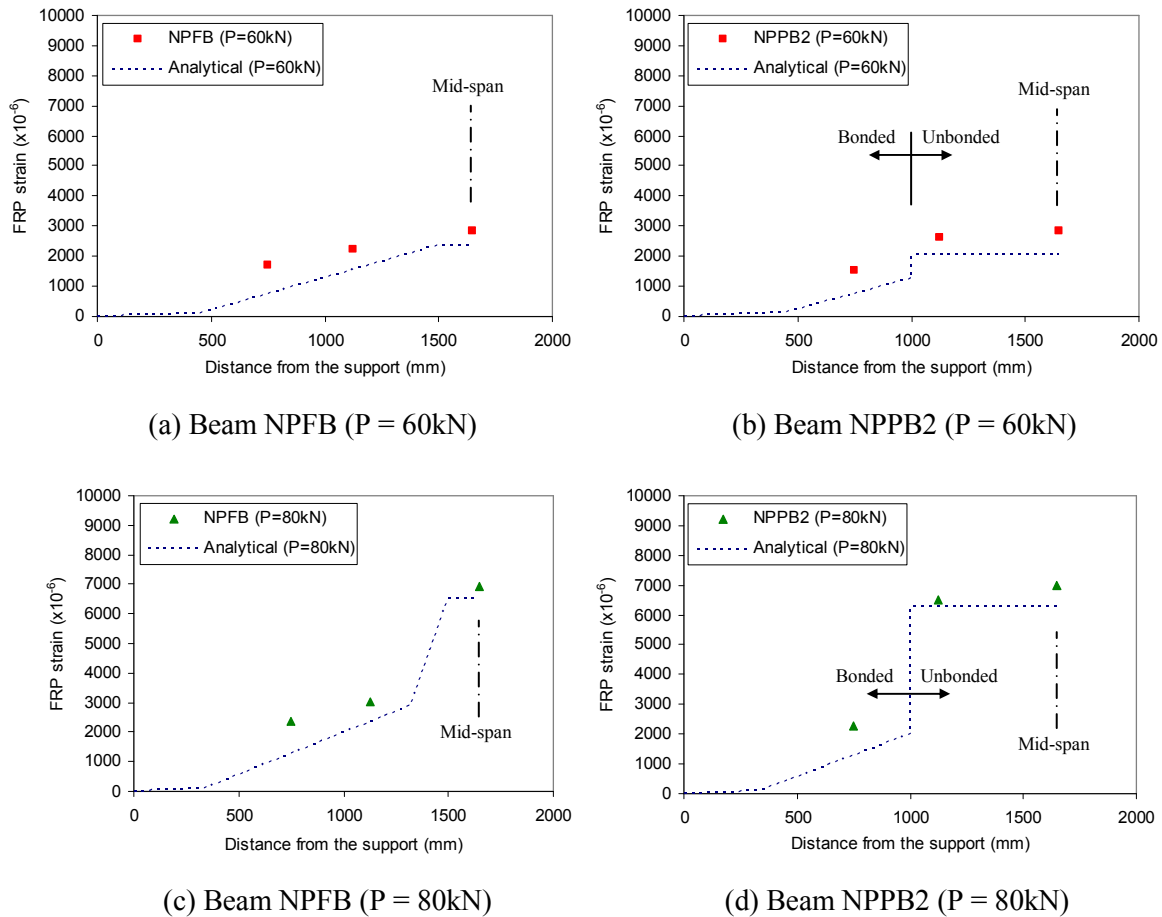 10000
9000
8000
7000
6000
5000
4000
3000
2000
1000
0
FRP strain (x10⁻⁶)
NPFB (P=60kN)
Analytical (P=60kN)
Mid-span
0 500 1000 1500 2000
Distance from the support (mm)
(a) Beam NPFB (P = 60kN)
10000
9000
8000
7000
6000
5000
4000
3000
2000
1000
0
FRP strain (x10⁻⁶)
NPPB2 (P=60kN)
Analytical (P=60kN)
Mid-span
Bonded Unbonded
0 500 1000 1500 2000
Distance from the support (mm)
(b) Beam NPPB2 (P = 60kN)
10000
9000
8000
7000
6000
5000
4000
3000
2000
1000
0
FRP strain (x10⁻⁶)
NPFB (P=80kN)
Analytical (P=80kN)
Mid-span
0 500 1000 1500 2000
Distance from the support (mm)
(c) Beam NPFB (P = 80kN)
10000
9000
8000
7000
6000
5000
4000
3000
2000
1000
0
FRP strain (x10⁻⁶)
NPPB2 (P=80kN)
Analytical (P=80kN)
Bonded Unbonded
Mid-span
0 500 1000 1500 2000
Distance from the support (mm)
(d) Beam NPPB2 (P = 80kN)